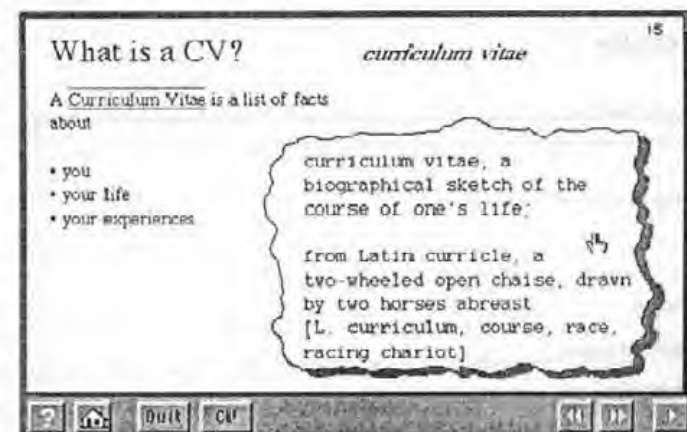 15
What is a CV?
curriculum vitae
A Curriculum Vitae is a list of facts
about
• you
• your life
• your experiences
curriculum vitae, a
biographical sketch of the
course of one's life;
from Latin curricle, a
two-wheeled open chaise, drawn
by two horses abreast
[L. curriculum, course, race,
racing chariot]
? Quit CV